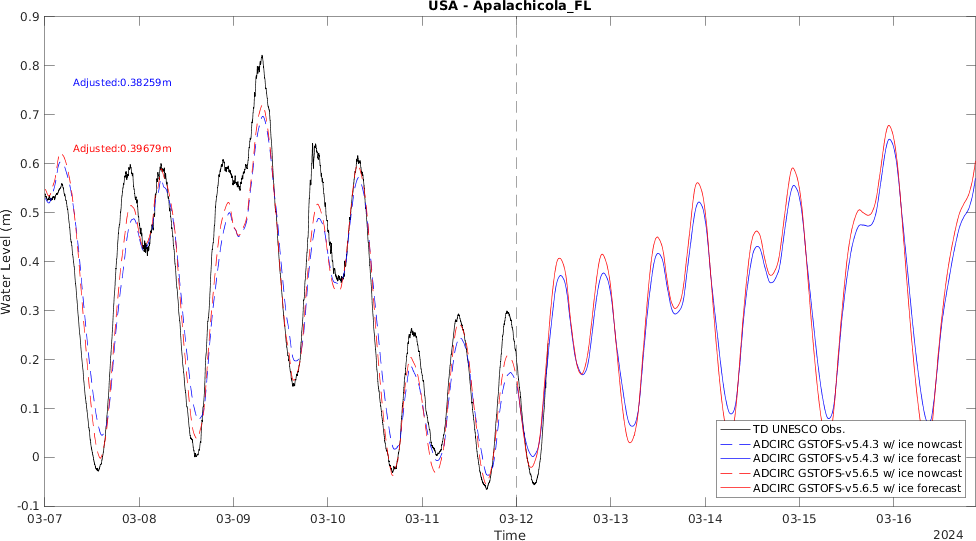 USA - Apalachicola_FL
0.9
0.8
0.7
0.6
0.5
0.4
0.3
0.2
0.1
0
-0.1
Water Level (m)
Adjusted:0.38259m
Adjusted:0.39679m
TD UNESCO Obs.
ADCIRC GSTOFS-v5.4.3 w/ ice nowcast
ADCIRC GSTOFS-v5.4.3 w/ ice forecast
ADCIRC GSTOFS-v5.6.5 w/ ice nowcast
ADCIRC GSTOFS-v5.6.5 w/ ice forecast
03-07 03-08 03-09 03-10 03-11 03-12 03-13 03-14 03-15 03-16
Time
2024